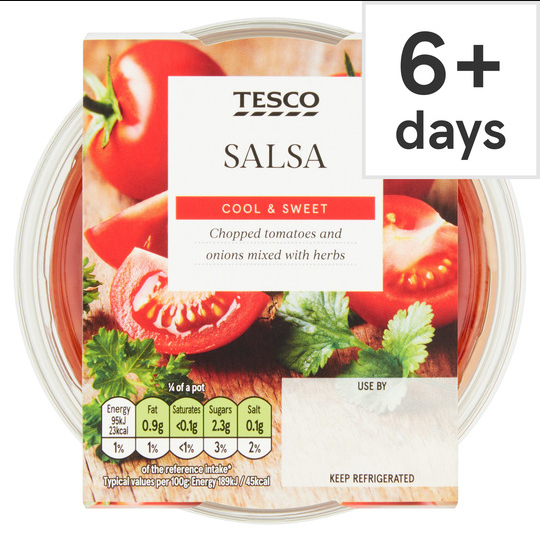 6+
days
TESCO
SALSA
COOL & SWEET
Chopped tomatoes and
onions mixed with herbs
¼ of a pot
Energy
95kJ
23kcal
1%
Fat
0.9g
1%
Saturates
<0.1g
<1%
Sugars
2.3g
3%
Salt
0.1g
2%
of the reference intake*
Typical values per 100g: Energy 189kJ / 45kcal
USE BY
KEEP REFRIGERATED